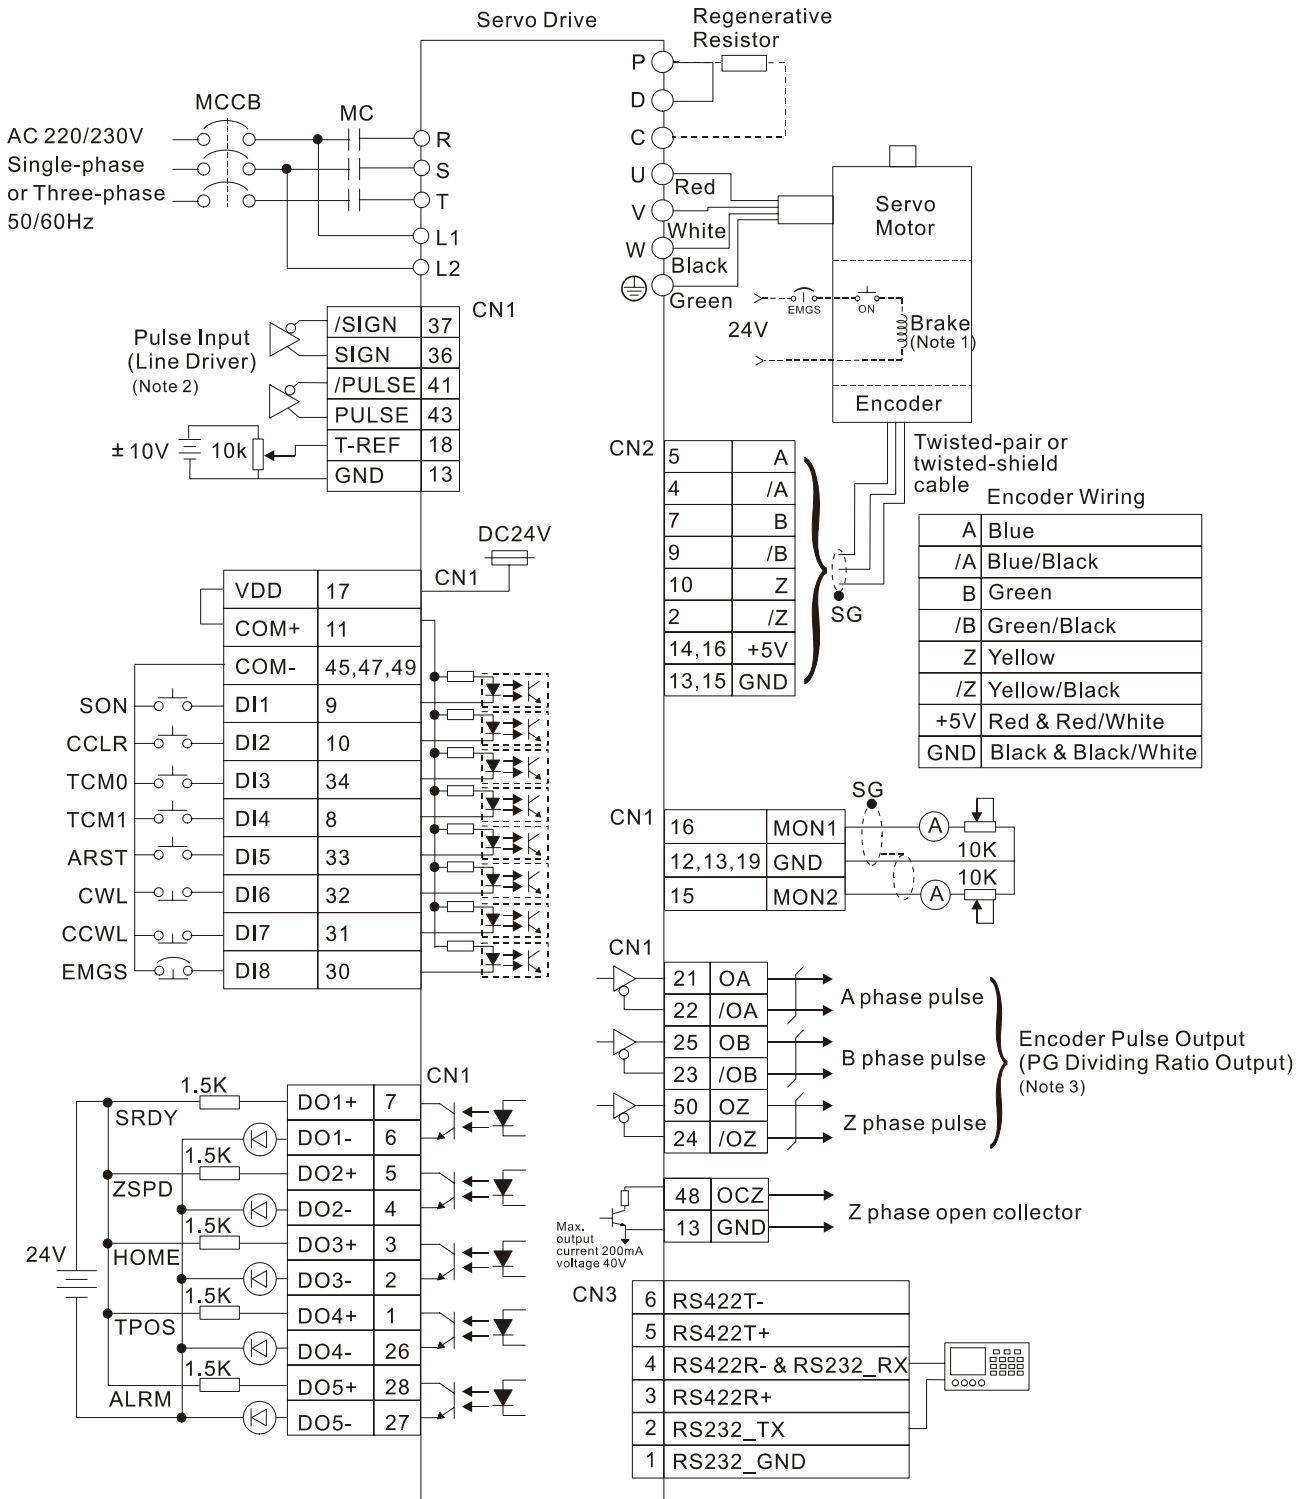 Servo Drive
Regenerative
Resistor
P
D
C
U
V
W
Red
White
Black
Green
MCCB
MC
AC 220/230V
Single-phase
or Three-phase
50/60Hz
R
S
T
L1
L2
Servo
Motor
24V
EMGS
ON
Brake
(Note 1)
Encoder
Pulse Input
(Line Driver)
(Note 2)
CN1
/SIGN 37
SIGN 36
/PULSE 41
PULSE 43
T-REF 18
GND 13
± 10V
10k
CN2
5 A
4 /A
7 B
9 /B
10 Z
2 /Z
14,16 +5V
13,15 GND
Twisted-pair or
twisted-shield
cable
SG
Encoder Wiring
A Blue
/A Blue/Black
B Green
/B Green/Black
Z Yellow
/Z Yellow/Black
+5V Red & Red/White
GND Black & Black/White
DC24V
CN1
VDD 17
COM+ 11
COM- 45,47,49
SON DI1 9
CCLR DI2 10
TCM0 DI3 34
TCM1 DI4 8
ARST DI5 33
CWL DI6 32
CCWL DI7 31
EMGS DI8 30
CN1
SG
16 MON1
12,13,19 GND
15 MON2
A
10K
10K
A
CN1
21 OA
22 /OA
A phase pulse
25 OB
23 /OB
B phase pulse
50 OZ
24 /OZ
Z phase pulse
Encoder Pulse Output
(PG Dividing Ratio Output)
(Note 3)
48 OCZ
13 GND
Z phase open collector
Max.
output
current 200mA
voltage 40V
CN1
24V
1.5K
SRDY
DO1+ 7
DO1- 6
1.5K
ZSPD
DO2+ 5
DO2- 4
1.5K
HOME
DO3+ 3
DO3- 2
1.5K
TPOS
DO4+ 1
DO4- 26
1.5K
ALRM
DO5+ 28
DO5- 27
CN3
6 RS422T-
5 RS422T+
4 RS422R- & RS232_RX
3 RS422R+
2 RS232_TX
1 RS232_GND